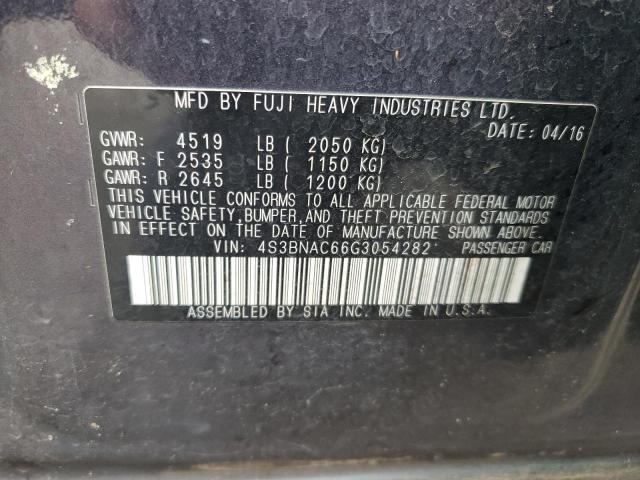 MFD BY FUJI HEAVY INDUSTRIES LTD.
DATE: 04/16
GVWR: 4519 LB ( 2050 KG)
GAWR: F 2535 LB ( 1150 KG)
GAWR: R 2645 LB ( 1200 KG)
THIS VEHICLE CONFORMS TO ALL APPLICABLE FEDERAL MOTOR
VEHICLE SAFETY, BUMPER, AND THEFT PREVENTION STANDARDS
IN EFFECT ON THE DATE OF MANUFACTURE SHOWN ABOVE.
VIN: 4S3BNAC66G3054282 PASSENGER CAR
ASSEMBLED BY SIA INC. MADE IN U.S.A.